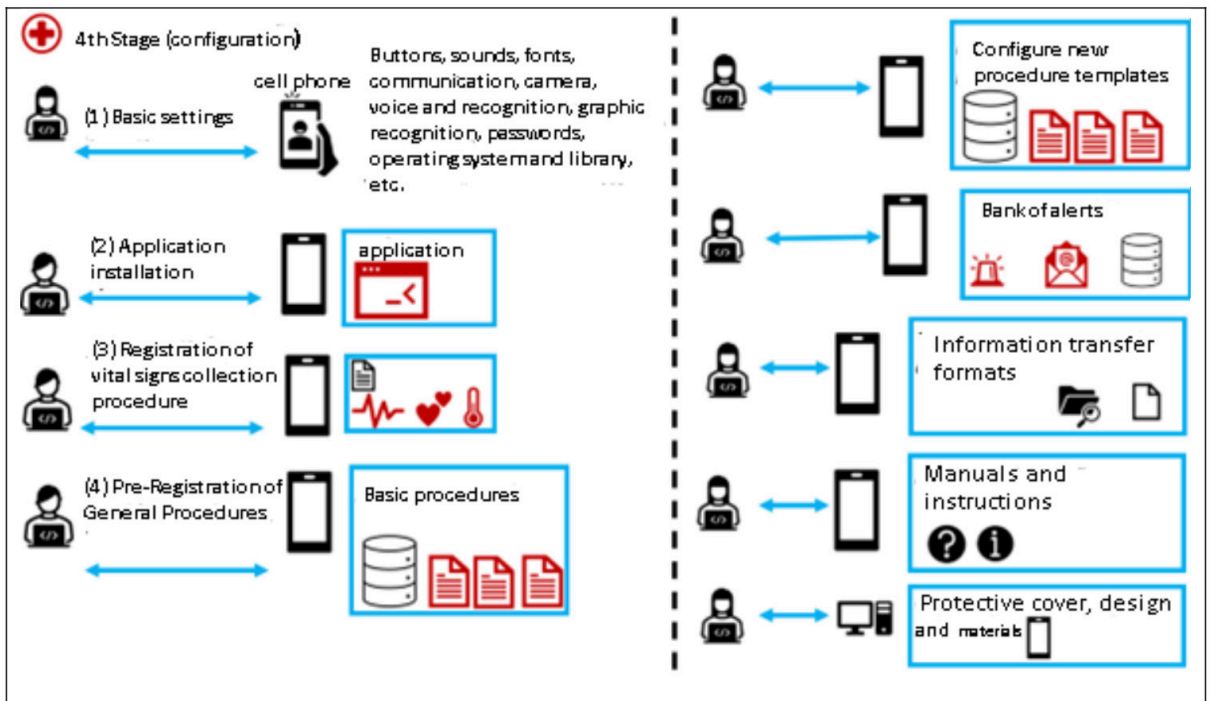 4th Stage (configuration)
(1) Basic settings
cell phone
Buttons, sounds, fonts,
communication, camera,
voice and recognition, graphic
recognition, passwords,
operating system and library,
etc.
(2) Application
installation
application
(3) Registration of
vital signs collection
procedure
(4) Pre-Registration of
General Procedures
Basic procedures
Configure new
procedure templates
Bank of alerts
Information transfer
formats
Manuals and
instructions
Protective cover, design
and materials